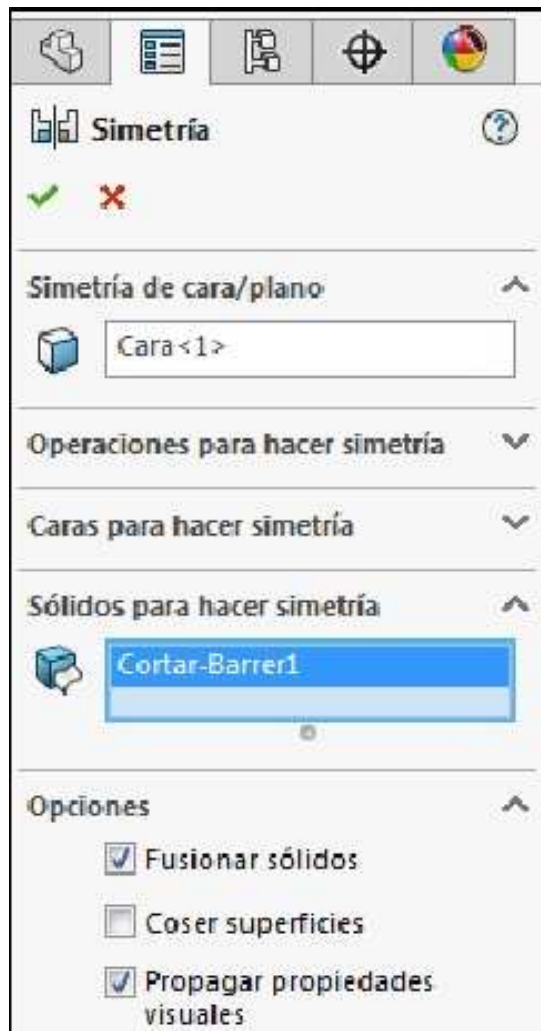 Simetría
Simetría de cara/plano
Cara<1>
Operaciones para hacer simetría
Caras para hacer simetría
Sólidos para hacer simetría
Cortar-Barrer1
Opciones
Fusionar sólidos
Coser superficies
Propagar propiedades
visuales